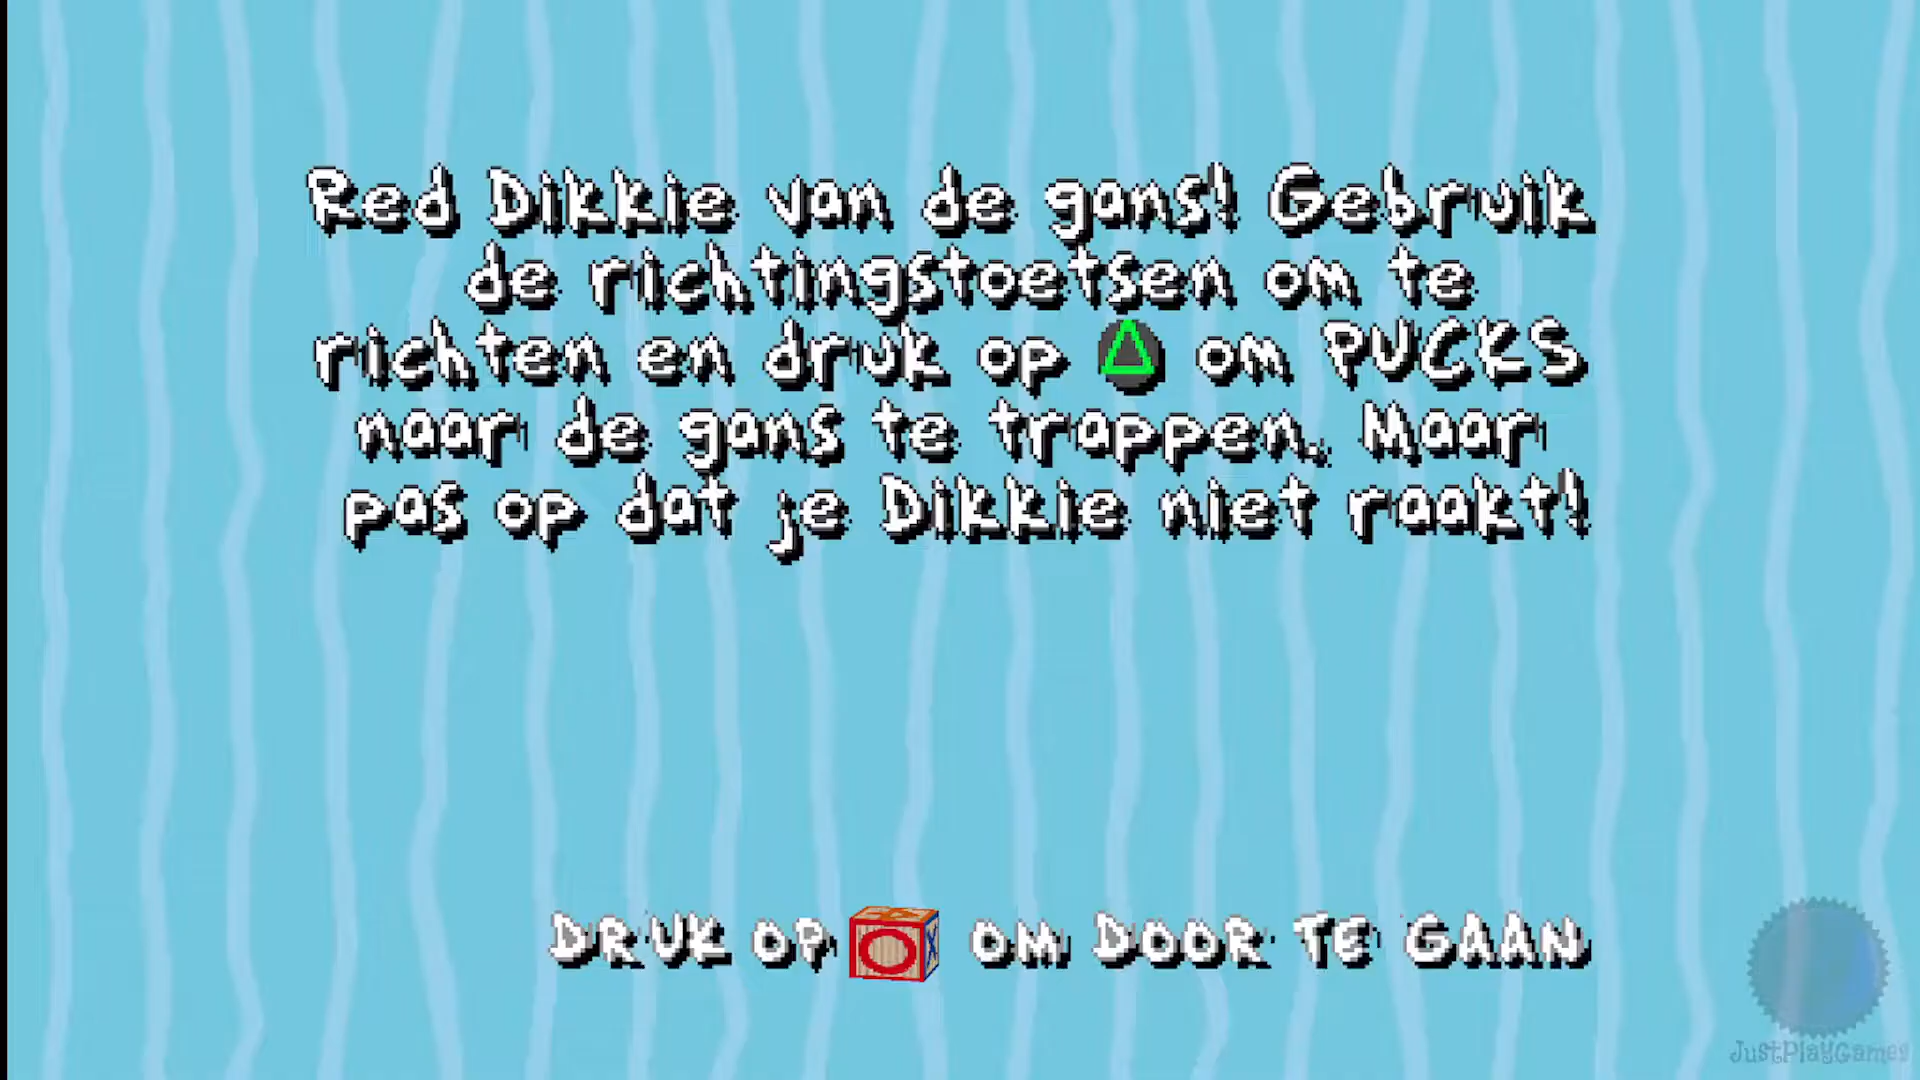 Red Dikkie van de gans! Gebruik
de richtingstoetsen om te
richten en druk op △ om PUCKS
naar de gans te trappen. Maar
pas op dat je Dikkie niet raakt!
DRUK OP O OM DOOR TE GAAN
JustPlayGames